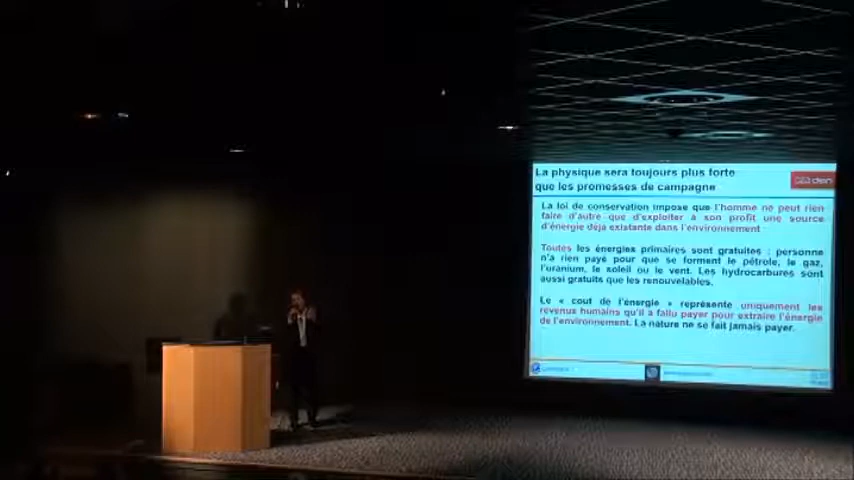 La physique sera toujours plus forte
que les promesses de campagne
La loi de conservation impose que l'homme ne peut rien
faire d'autre que d'exploiter à son profit une source
d'énergie déjà existante dans l'environnement
Toutes les énergies primaires sont gratuites : personne
n'a rien payé pour que se forment le pétrole, le gaz,
l'uranium, le soleil ou le vent. Les hydrocarbures sont
aussi gratuits que les renouvelables.
Le « cout de l'énergie » représente uniquement les
revenus humains qu'il a fallu payer pour extraire l'énergie
de l'environnement. La nature ne se fait jamais payer.